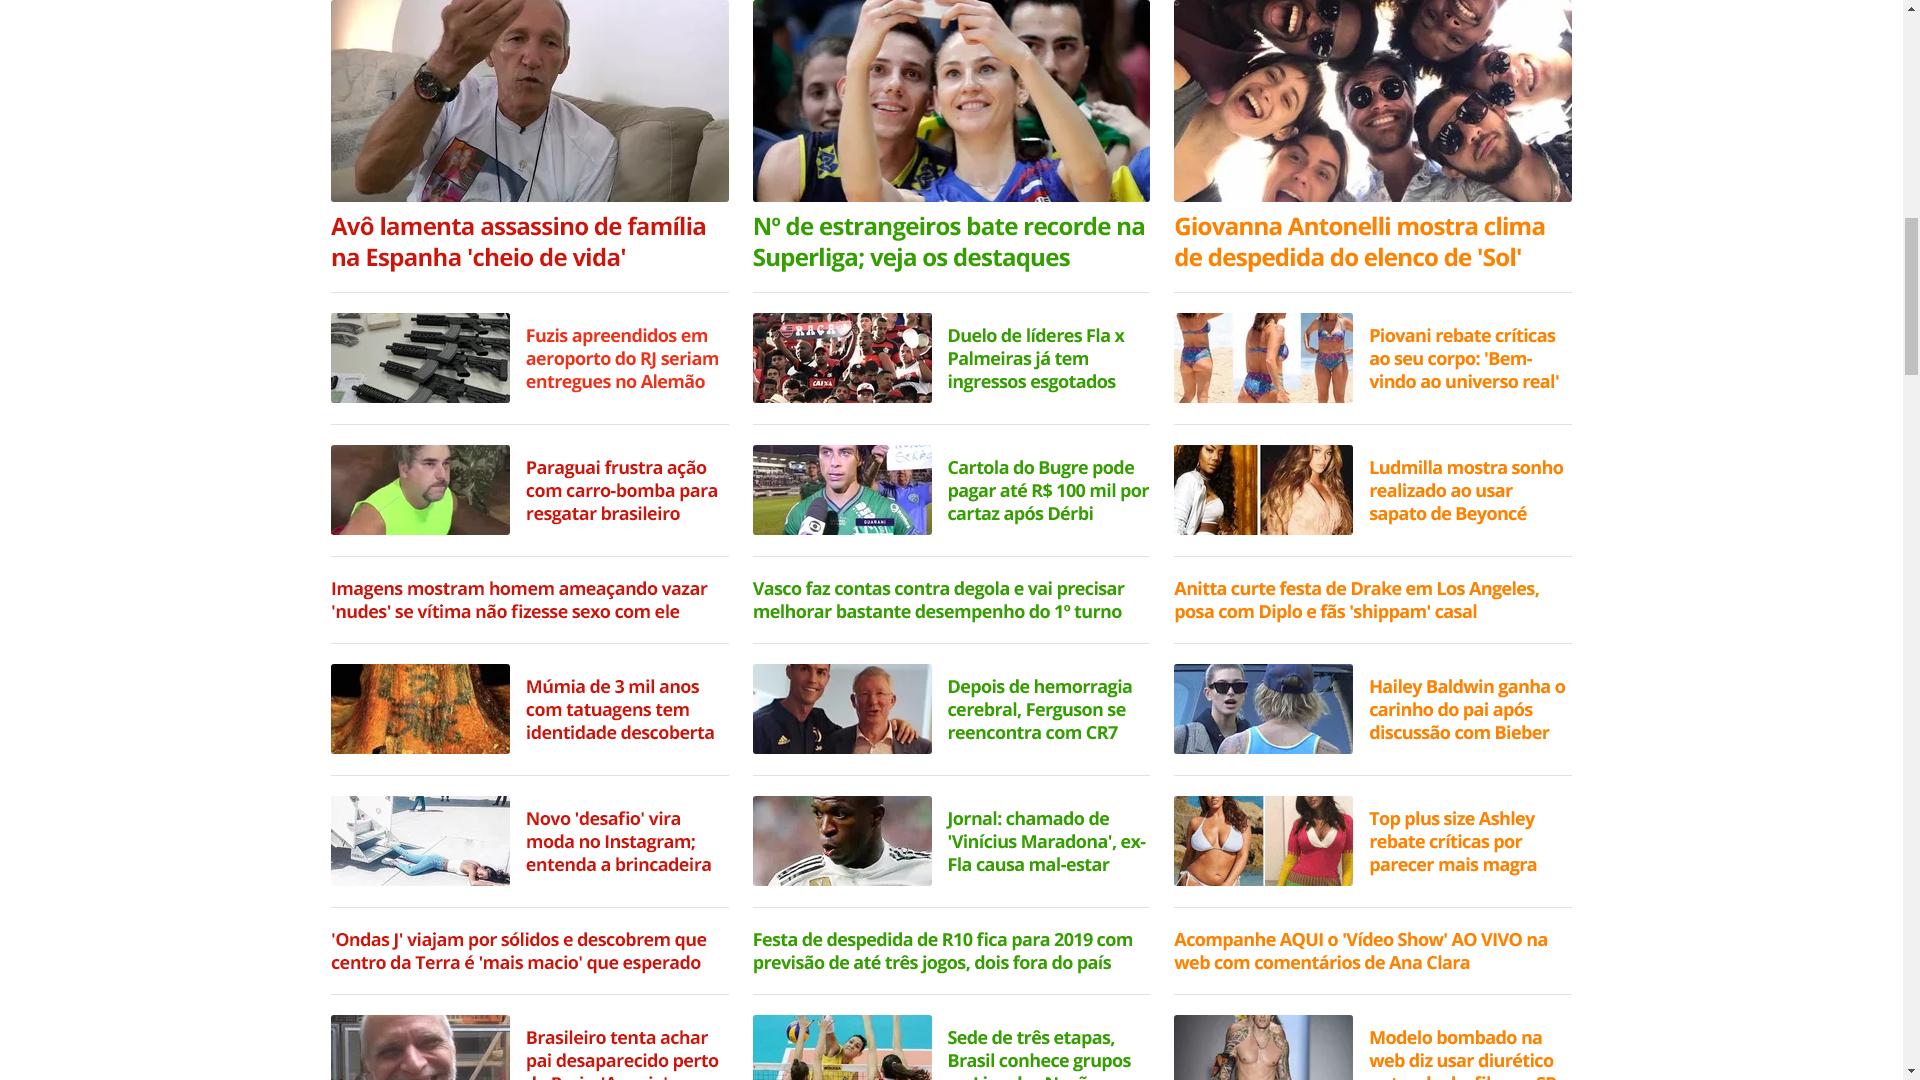 Avô lamenta assassino de família
na Espanha 'cheio de vida'
Fuzis apreendidos em
aeroporto do RJ seriam
entregues no Alemão
Paraguai frustra ação
com carro-bomba para
resgatar brasileiro
Imagens mostram homem ameaçando vazar
'nudes' se vítima não fizesse sexo com ele
Múmia de 3 mil anos
com tatuagens tem
identidade descoberta
Novo 'desafio' vira
moda no Instagram;
entenda a brincadeira
'Ondas J' viajam por sólidos e descobrem que
centro da Terra é 'mais macio' que esperado
Brasileiro tenta achar
pai desaparecido perto
Nº de estrangeiros bate recorde na
Superliga; veja os destaques
RAÇA
CAIXA
Duelo de líderes Fla x
Palmeiras já tem
ingressos esgotados
GUARANI
Cartola do Bugre pode
pagar até R$ 100 mil por
cartaz após Dérbi
Vasco faz contas contra degola e vai precisar
melhorar bastante desempenho do 1º turno
Depois de hemorragia
cerebral, Ferguson se
reencontra com CR7
Jornal: chamado de
'Vinícius Maradona', ex-
Fla causa mal-estar
Festa de despedida de R10 fica para 2019 com
previsão de até três jogos, dois fora do país
Sede de três etapas,
Brasil conhece grupos
Giovanna Antonelli mostra clima
de despedida do elenco de 'Sol'
Piovani rebate críticas
ao seu corpo: 'Bem-
vindo ao universo real'
Ludmilla mostra sonho
realizado ao usar
sapato de Beyoncé
Anitta curte festa de Drake em Los Angeles,
posa com Diplo e fãs 'shippam' casal
Hailey Baldwin ganha o
carinho do pai após
discussão com Bieber
Top plus size Ashley
rebate críticas por
parecer mais magra
Acompanhe AQUI o 'Vídeo Show' AO VIVO na
web com comentários de Ana Clara
Modelo bombado na
web diz usar diurético